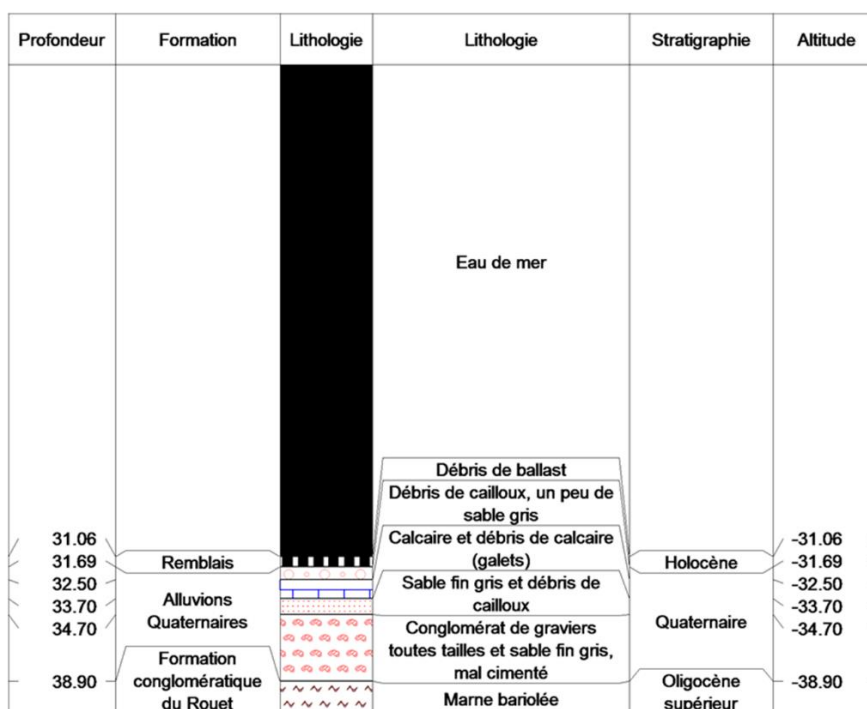 Profondeur Formation Lithologie Lithologie Stratigraphie Altitude
Eau de mer
Débris de ballast
Débris de cailloux, un peu de
sable gris
31.06 -31.06
Calcaire et débris de calcaire
(galets)
31.69 Remblais Holocène -31.69
32.50 Sable fin gris et débris de -32.50
cailloux
33.70 Alluvions -33.70
Quaternaires Quaternaire
34.70 Conglomérat de graviers -34.70
toutes tailles et sable fin gris,
mal cimenté
Formation
conglomératique
du Rouet
38.90 Oligocène -38.90
supérieur
Marne bariolée